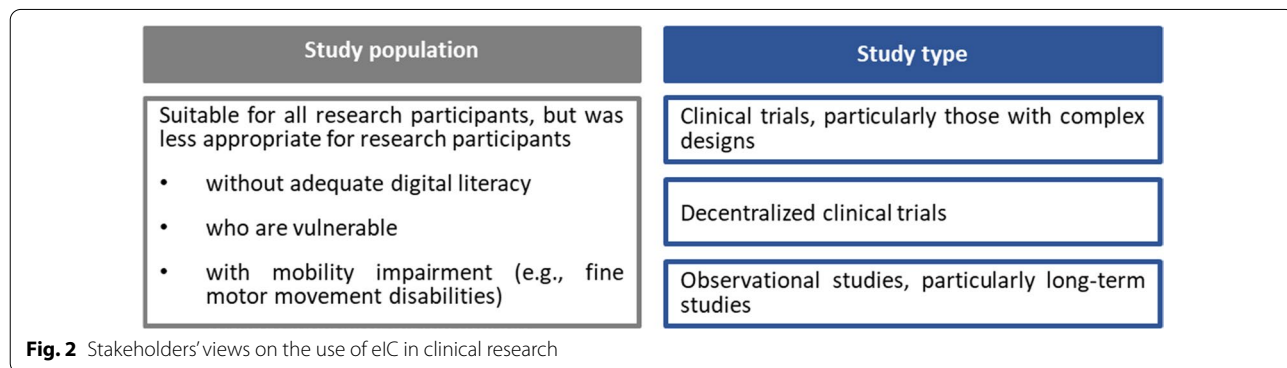 Study population
Suitable for all research participants, but was
less appropriate for research participants
• without adequate digital literacy
• who are vulnerable
• with mobility impairment (e.g., fine
motor movement disabilities)
Study type
Clinical trials, particularly those with complex
designs
Decentralized clinical trials
Observational studies, particularly long-term
studies
Fig. 2 Stakeholders' views on the use of eIC in clinical research